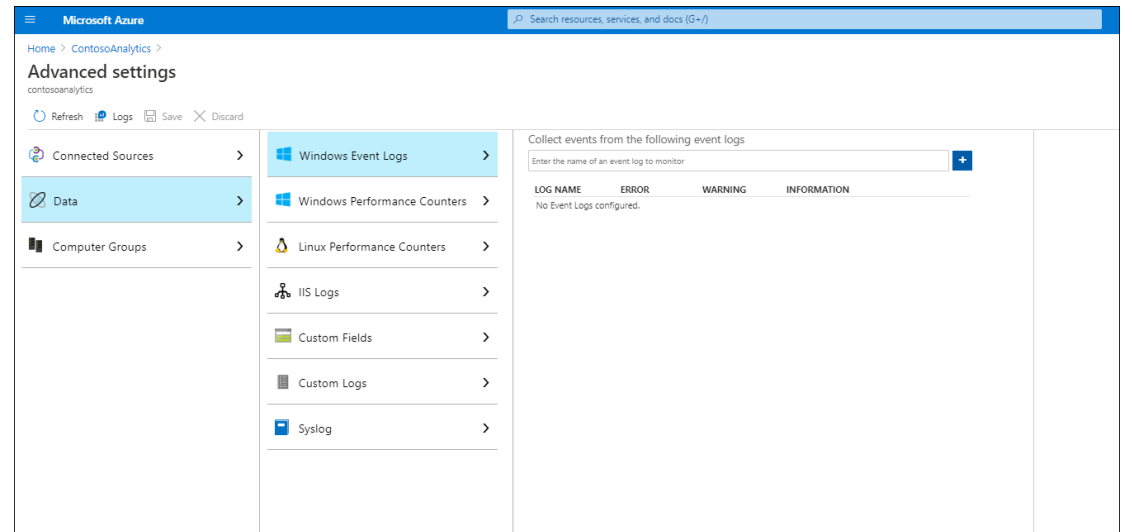 Microsoft Azure
Search resources, services, and docs (G+/)
Home > ContosoAnalytics >
Advanced settings
contosoanalytics
Refresh Logs Save Discard
Connected Sources
Data
Computer Groups
Windows Event Logs
Windows Performance Counters
Linux Performance Counters
IIS Logs
Custom Fields
Custom Logs
Syslog
Collect events from the following event logs
Enter the name of an event log to monitor
LOG NAME ERROR WARNING INFORMATION
No Event Logs configured.